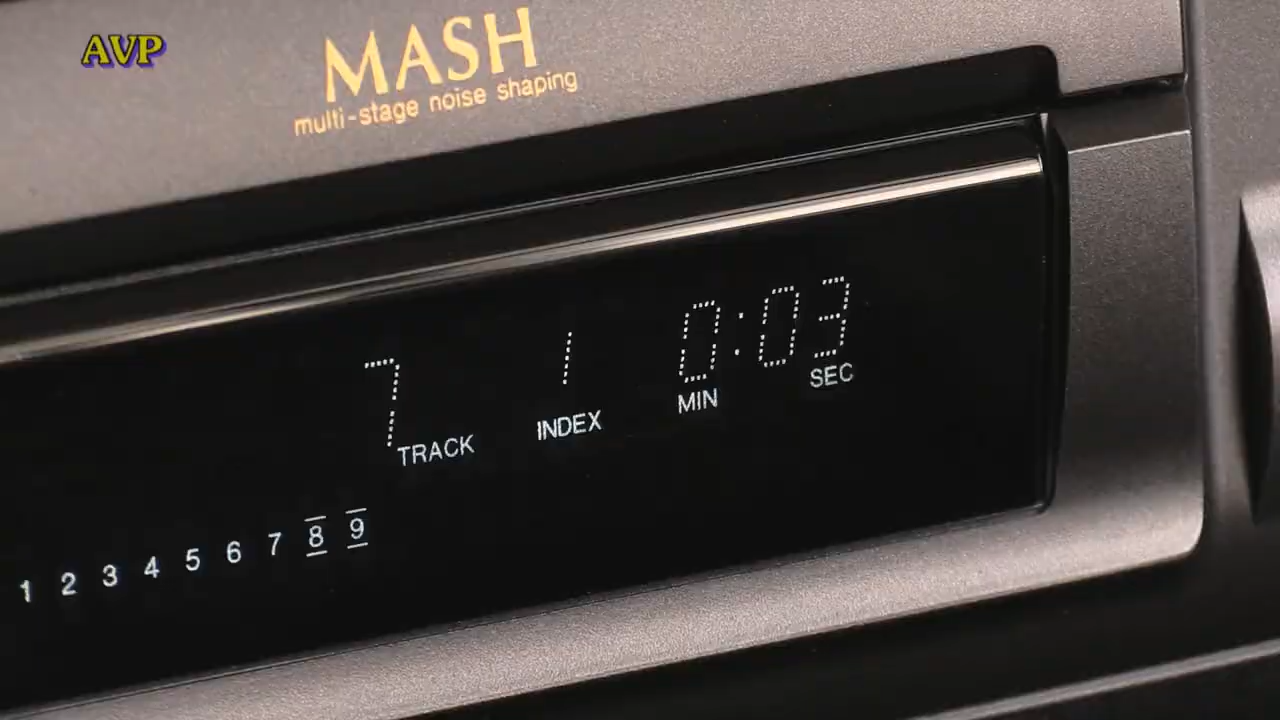 AVP
MASH
multi-stage noise shaping
7 1 0:03
TRACK INDEX MIN SEC
1 2 3 4 5 6 7 8 9